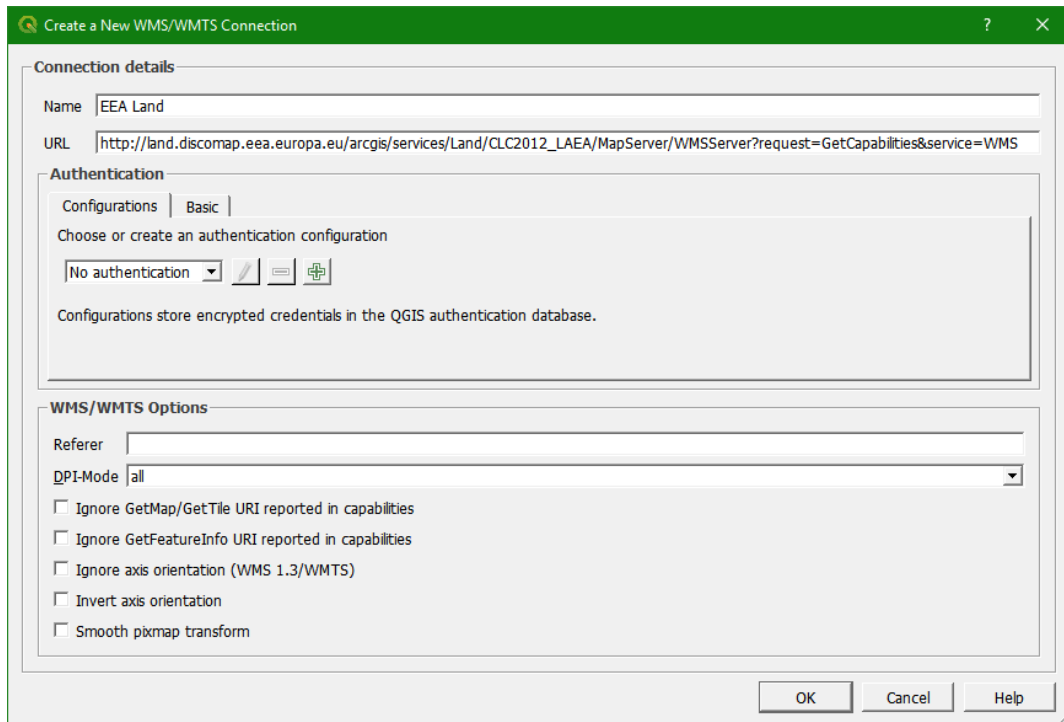 Create a New WMS/WMTS Connection ? ×
Connection details
Name EEA Land
URL http://land.discomap.eea.europa.eu/arcgis/services/Land/CLC2012_LAEA/MapServer/WMSServer?request=GetCapabilities&service=WMS
Authentication
Configurations Basic
Choose or create an authentication configuration
No authentication
Configurations store encrypted credentials in the QGIS authentication database.
WMS/WMTS Options
Referer
DPI-Mode all
Ignore GetMap/GetTile URI reported in capabilities
Ignore GetFeatureInfo URI reported in capabilities
Ignore axis orientation (WMS 1.3/WMTS)
Invert axis orientation
Smooth pixmap transform
OK Cancel Help